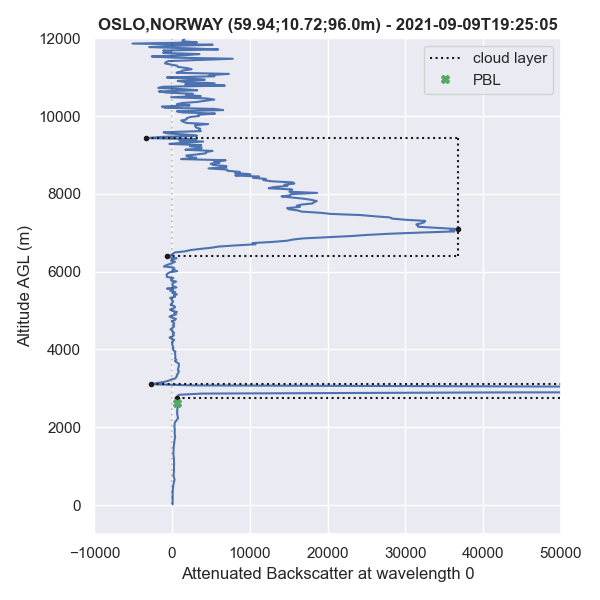 OSLO,NORWAY (59.94;10.72;96.0m) - 2021-09-09T19:25:05
cloud layer
PBL
12000
10000
8000
6000
4000
2000
0
Altitude AGL (m)
−10000 0 10000 20000 30000 40000 50000
Attenuated Backscatter at wavelength 0